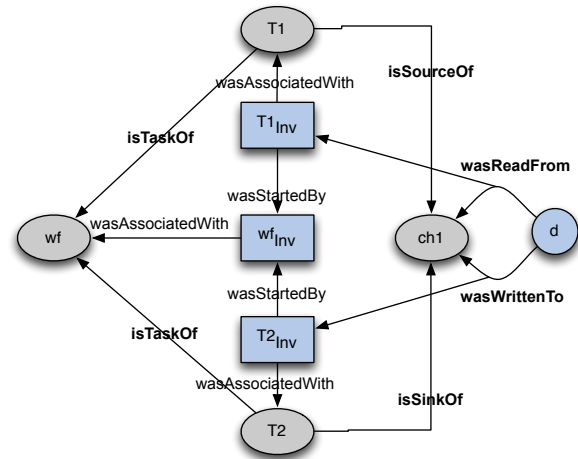 T1
wasAssociatedWith
isSourceOf
T1Inv
isTaskOf
wasReadFrom
wasStartedBy
wasAssociatedWith
wf
wfInv
ch1
d
wasStartedBy
wasWrittenTo
isTaskOf
T2Inv
wasAssociatedWith
isSinkOf
T2